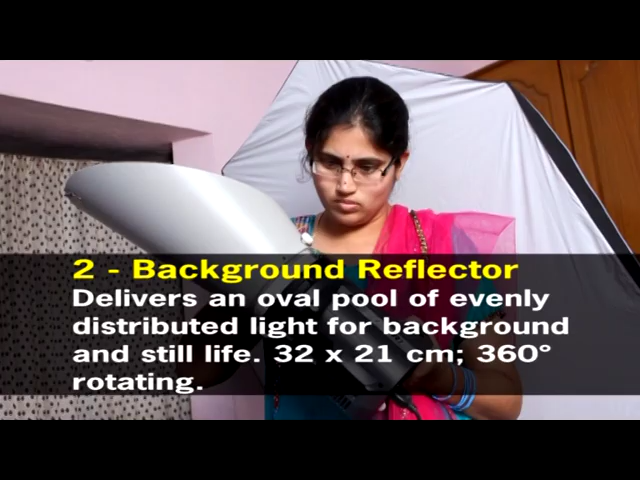 2 - Background Reflector
Delivers an oval pool of evenly
distributed light for background
and still life. 32 x 21 cm; 360°
rotating.